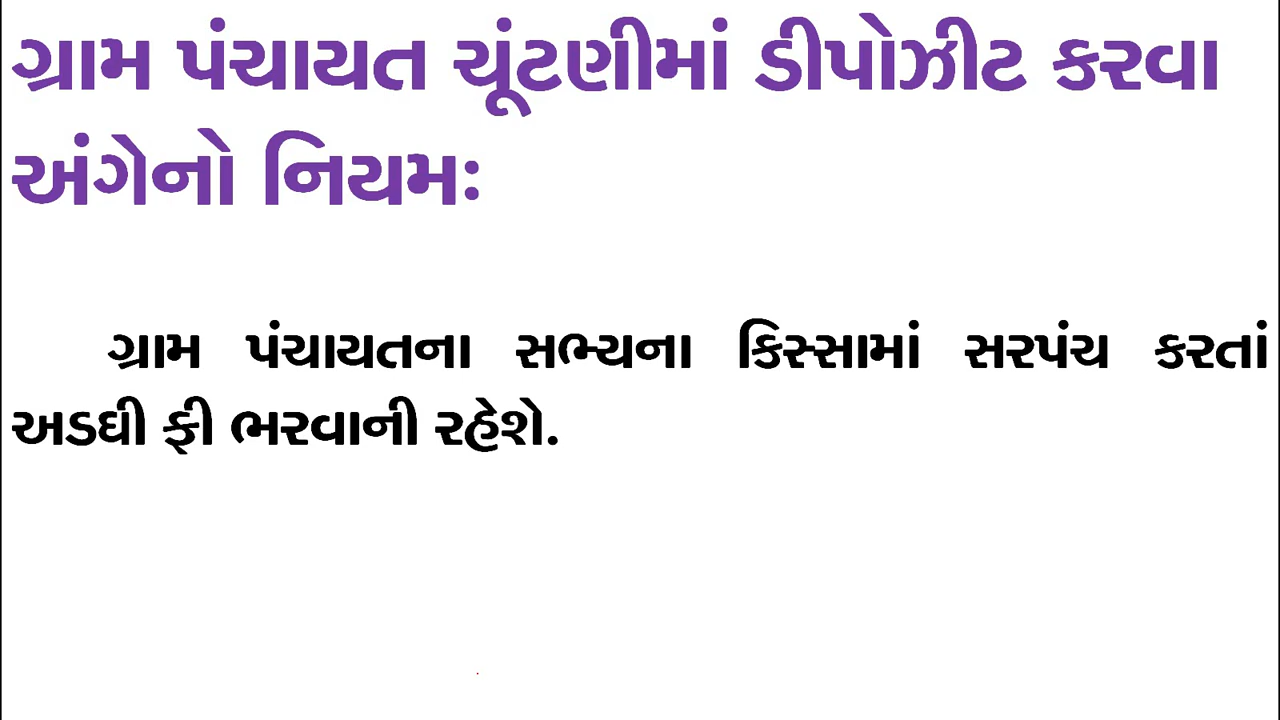 ગ્રામ પંચાયત ચૂંટણીમાં ડીપોઝીટ કરવા
અંગેનો નિયમઃ
ગ્રામ પંચાયતના સભ્યના કિસ્સામાં સરપંચ કરતાં
અડધી ફી ભરવાની રહેશે.